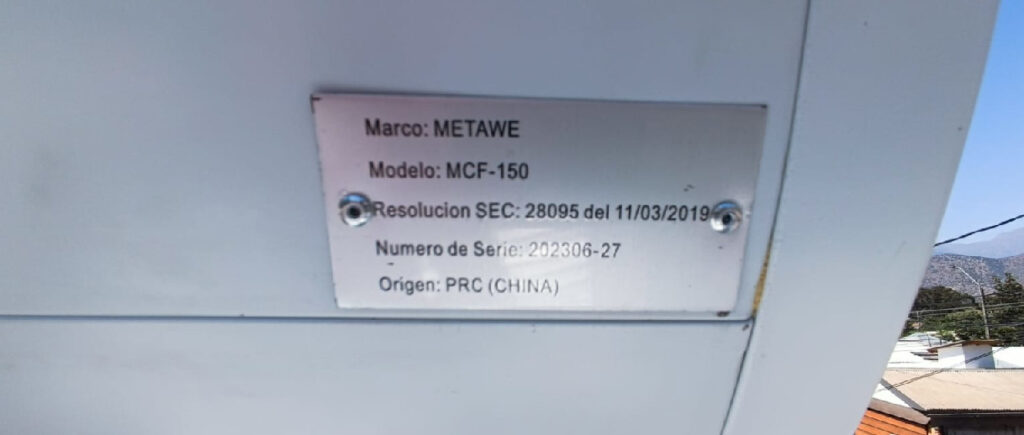 Marco: METAWE
Modelo: MCF-150
Resolucion SEC: 28095 del 11/03/2019
Numero de Serie: 202306-27
Origen: PRC (CHINA)